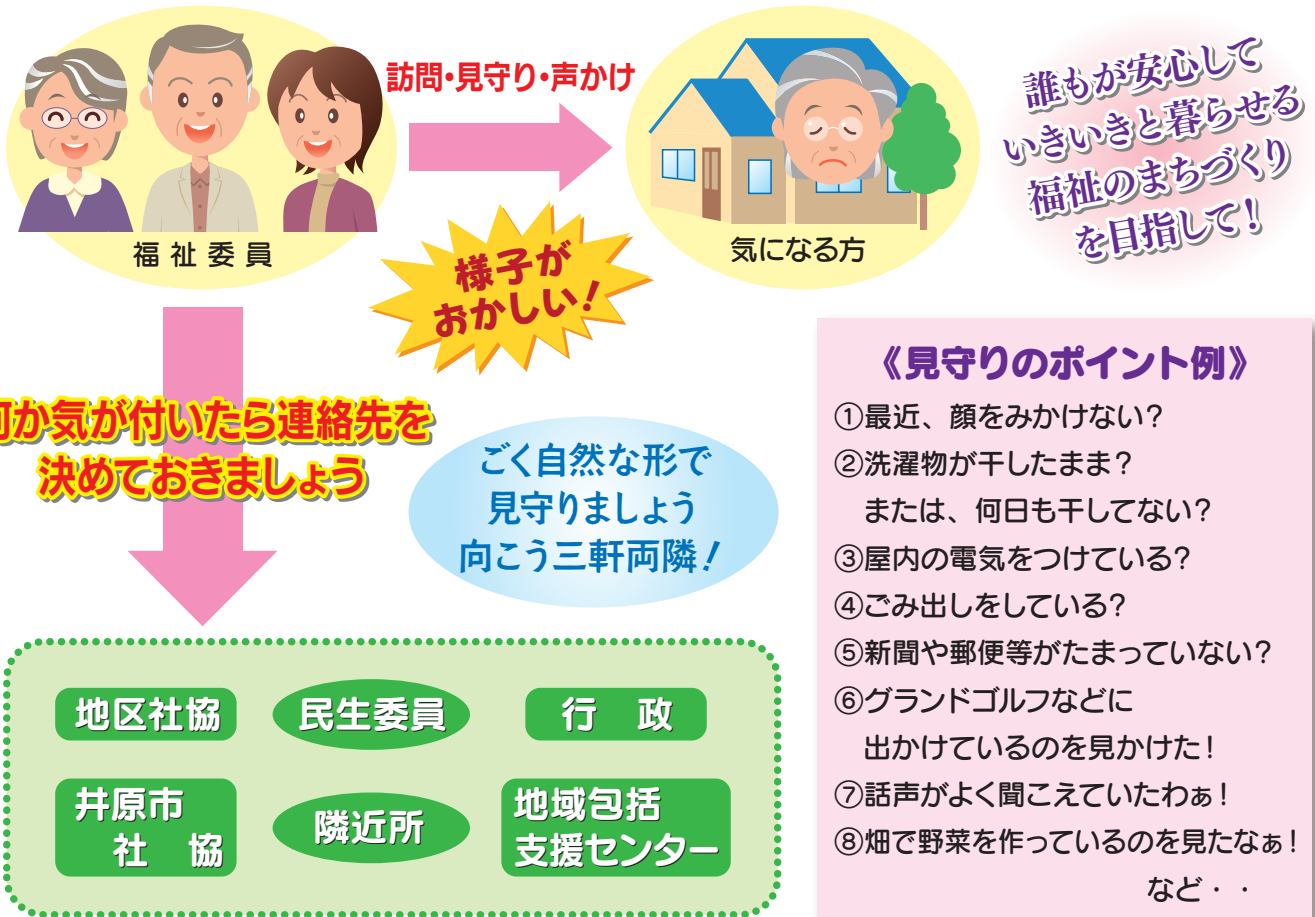 訪問・見守り・声かけ
福祉委員
気になる方
誰もが安心して
いきいきと暮らせる
福祉のまちづくり
を目指して！
様子が
おかしい！
何か気が付いたら連絡先を
決めておきましょう
ごく自然な形で
見守りましょう
向こう三軒両隣！
地区社協
民生委員
行　政
井原市
社　協
隣近所
地域包括
支援センター
《見守りのポイント例》
①最近、顔をみかけない？
②洗濯物が干したまま？
または、何日も干してない？
③屋内の電気をつけている？
④ごみ出しをしている？
⑤新聞や郵便等がたまっていない？
⑥グランドゴルフなどに
出かけているのを見かけた！
⑦話声がよく聞こえていたわぁ！
⑧畑で野菜を作っているのを見たなぁ！
など・・